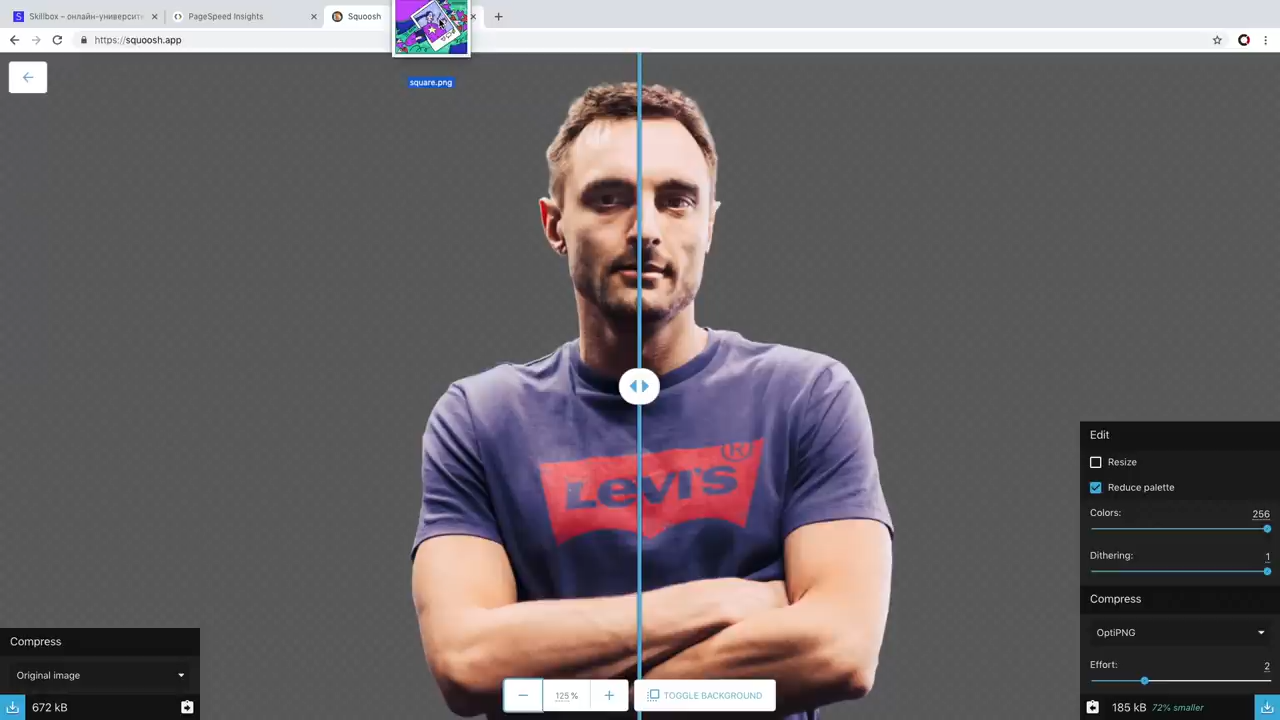 Skillbox – онлайн-университе
PageSpeed Insights
Squoosh
https://squoosh.app
square.png
LEVI'S
®
Edit
Resize
Reduce palette
Colors: 256
Dithering: 1
Compress
OptiPNG
Effort: 2
185 kB 72% smaller
Compress
Original image
672 kB
125 %
TOGGLE BACKGROUND